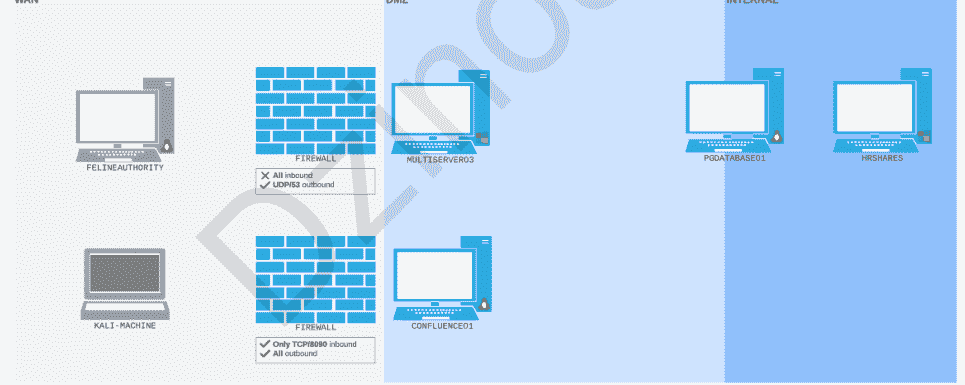 WAN DMZ INTERNAL
FELINEAUTHORITY
FIREWALL
All inbound
UDP/53 outbound
MULTISERVER03
PGDATABASE01
HRSHARES
KALI-MACHINE
FIREWALL
Only TCP/8090 inbound
All outbound
CONFLUENCE01